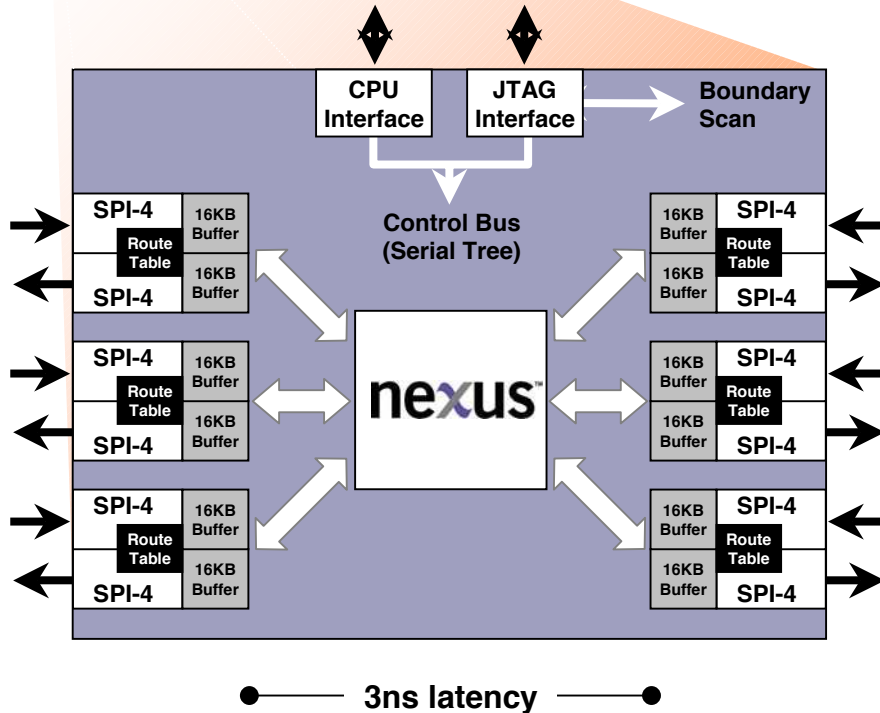 CPU
Interface
JTAG
Interface
Boundary
Scan
Control Bus
(Serial Tree)
SPI-4
16KB
Buffer
Route
Table
SPI-4
16KB
Buffer
SPI-4
16KB
Buffer
Route
Table
SPI-4
16KB
Buffer
SPI-4
16KB
Buffer
Route
Table
SPI-4
16KB
Buffer
nexus™
16KB
Buffer
SPI-4
Route
Table
16KB
Buffer
SPI-4
16KB
Buffer
SPI-4
Route
Table
16KB
Buffer
SPI-4
16KB
Buffer
SPI-4
Route
Table
16KB
Buffer
SPI-4
3ns latency